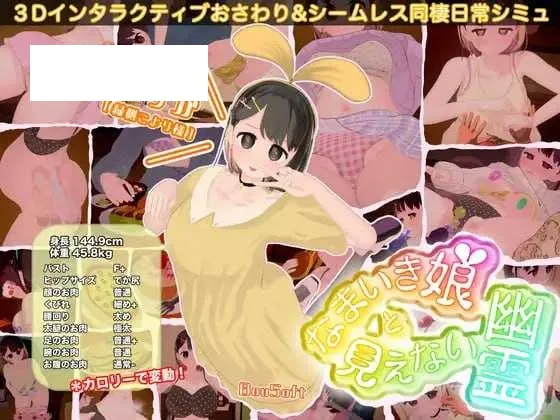 3Dインタラクティブおさわり&シームレス同棲日常シミュ
身長 144.9cm
体重 45.8kg
バスト F+
ヒップサイズ でか尻
顔のお肉 普通
くびれ 細め+
腰回り 太め
太腿のお肉 極太
足のお肉 普通+
腕のお肉 普通
お腹のお肉 通常-
*カロリーで変動！
BouSoft
なまいき娘
と
見えない幽霊